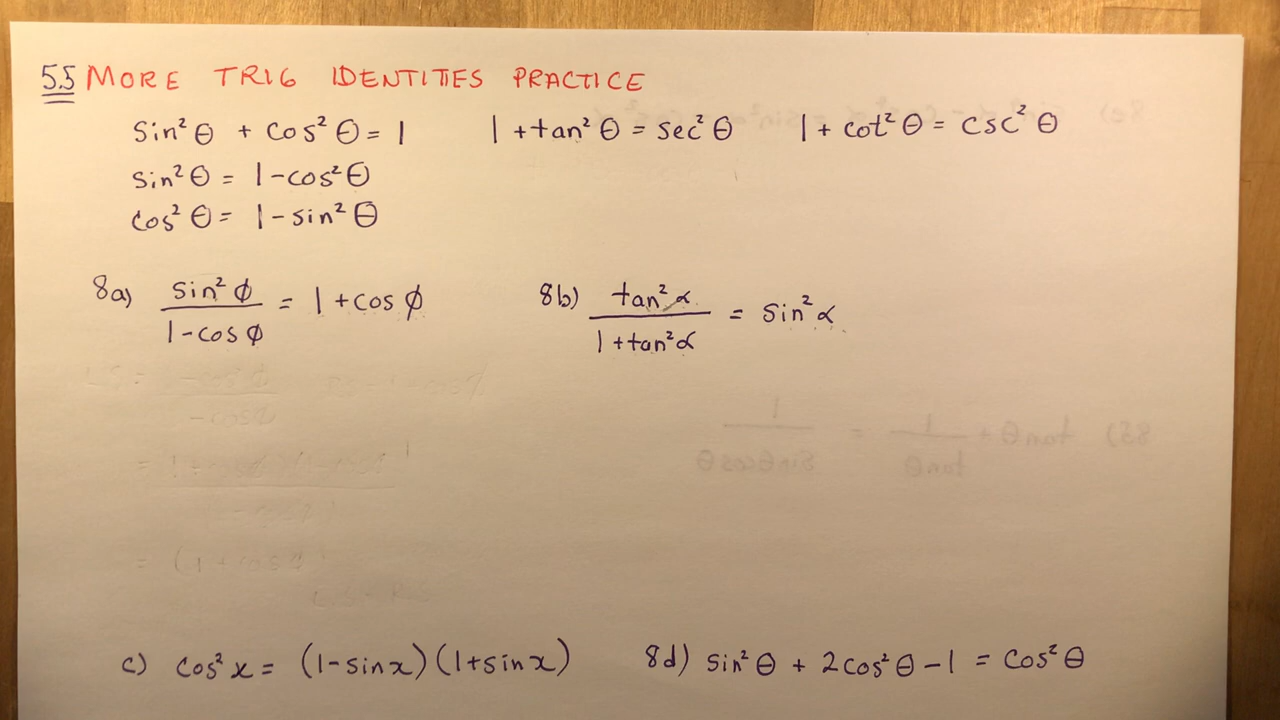 5.5 MORE TRIG IDENTITIES PRACTICE
sin²θ + cos²θ = 1 1 + tan²θ = sec²θ 1 + cot²θ = csc²θ
sin²θ = 1 - cos²θ
cos²θ = 1 - sin²θ
8a) sin²ϕ / 1 - cos ϕ = 1 + cos ϕ 8b) tan²α / 1 + tan²α = sin²α
c) cos²x = (1 - sinx)(1 + sinx) 8d) sin²θ + 2cos²θ - 1 = cos²θ